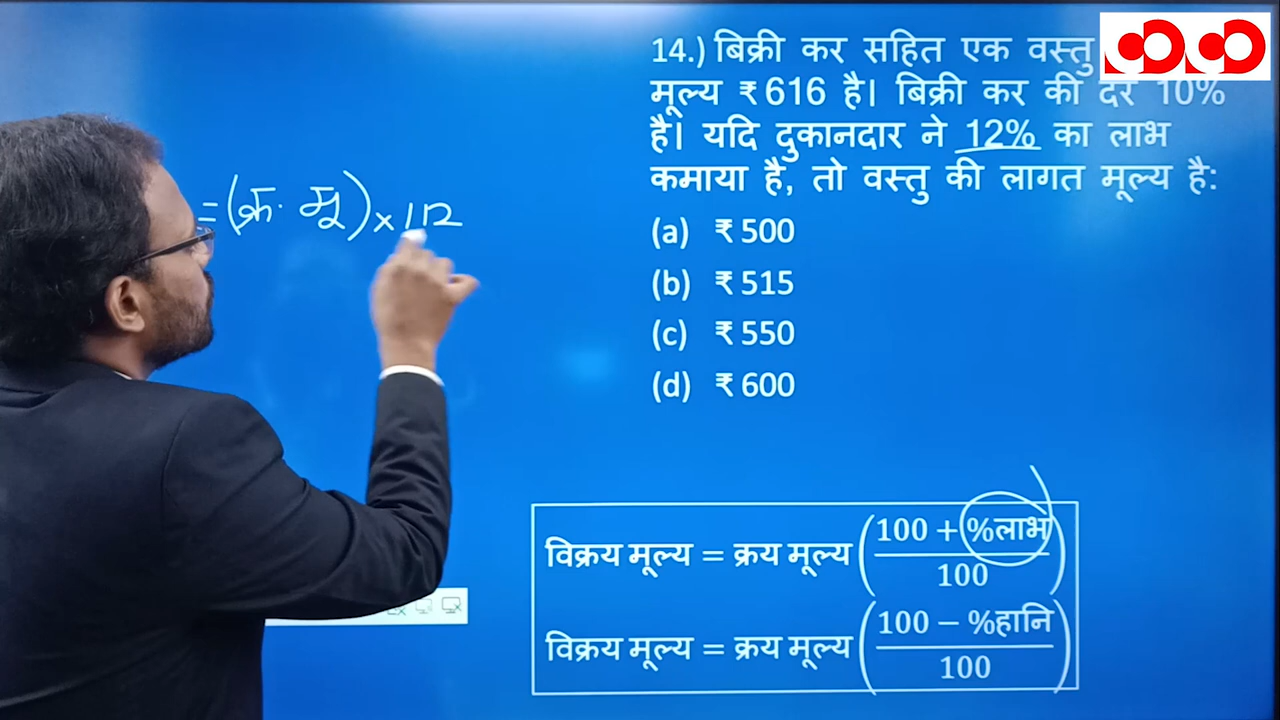 14.) बिक्री कर सहित एक वस्तु
मूल्य ₹ 616 है। बिक्री कर की दर 10%
है। यदि दुकानदार ने 12% का लाभ
कमाया है, तो वस्तु की लागत मूल्य है:
(a) ₹ 500
(b) ₹ 515
(c) ₹ 550
(d) ₹ 600
= (क्र. मू) × 112
विक्रय मूल्य = क्रय मूल्य (100 + %लाभ / 100)
विक्रय मूल्य = क्रय मूल्य (100 − %हानि / 100)